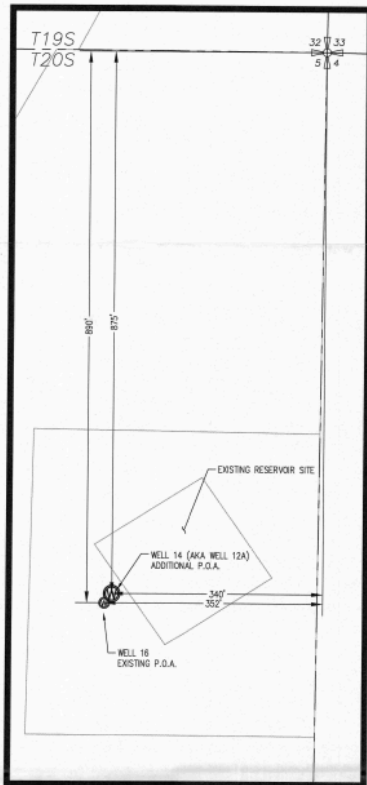 T19S
T20S
32 33
5 4
890'
875'
EXISTING RESERVOIR SITE
WELL 14 (AKA WELL 12A)
ADDITIONAL P.O.A.
340'
352'
WELL 16
EXISTING P.O.A.